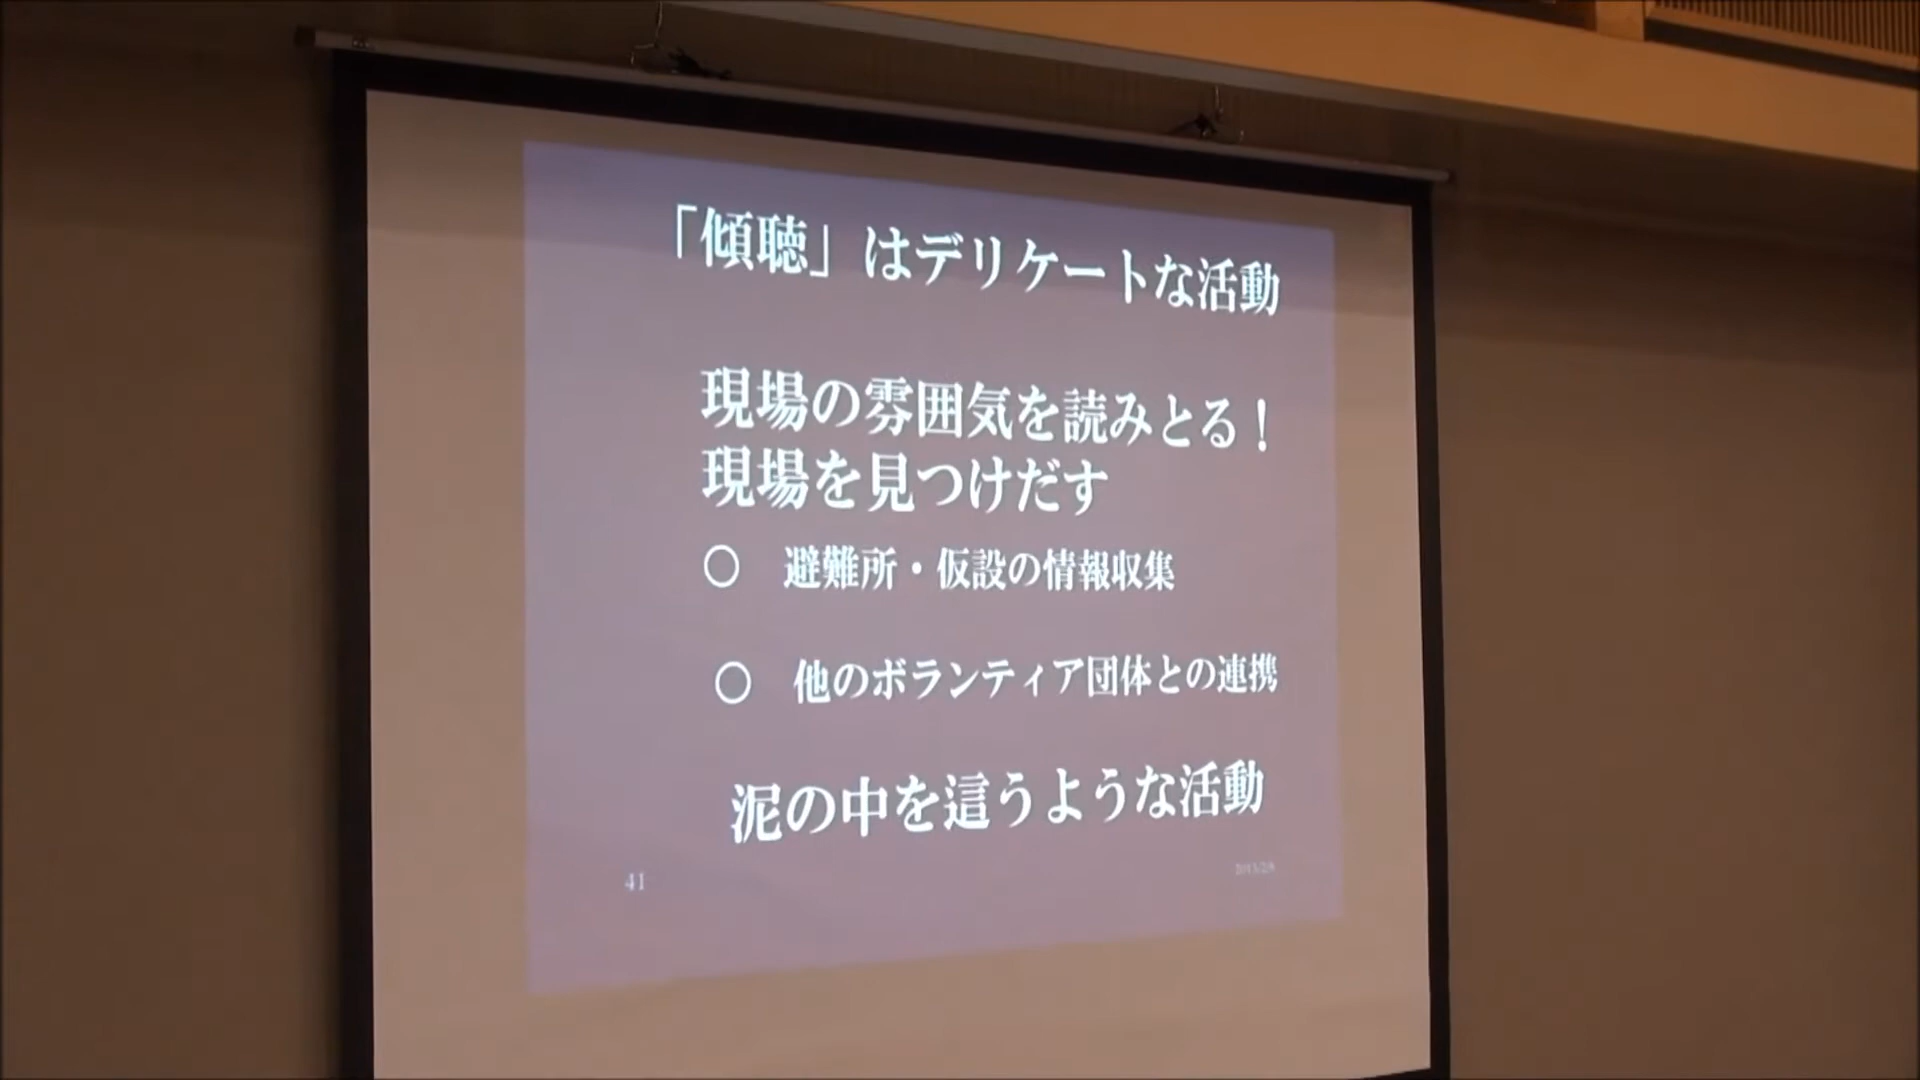 「傾聴」はデリケートな活動
現場の雰囲気を読みとる！
現場を見つけだす
○　避難所・仮設の情報収集
○　他のボランティア団体との連携
泥の中を這うような活動
41